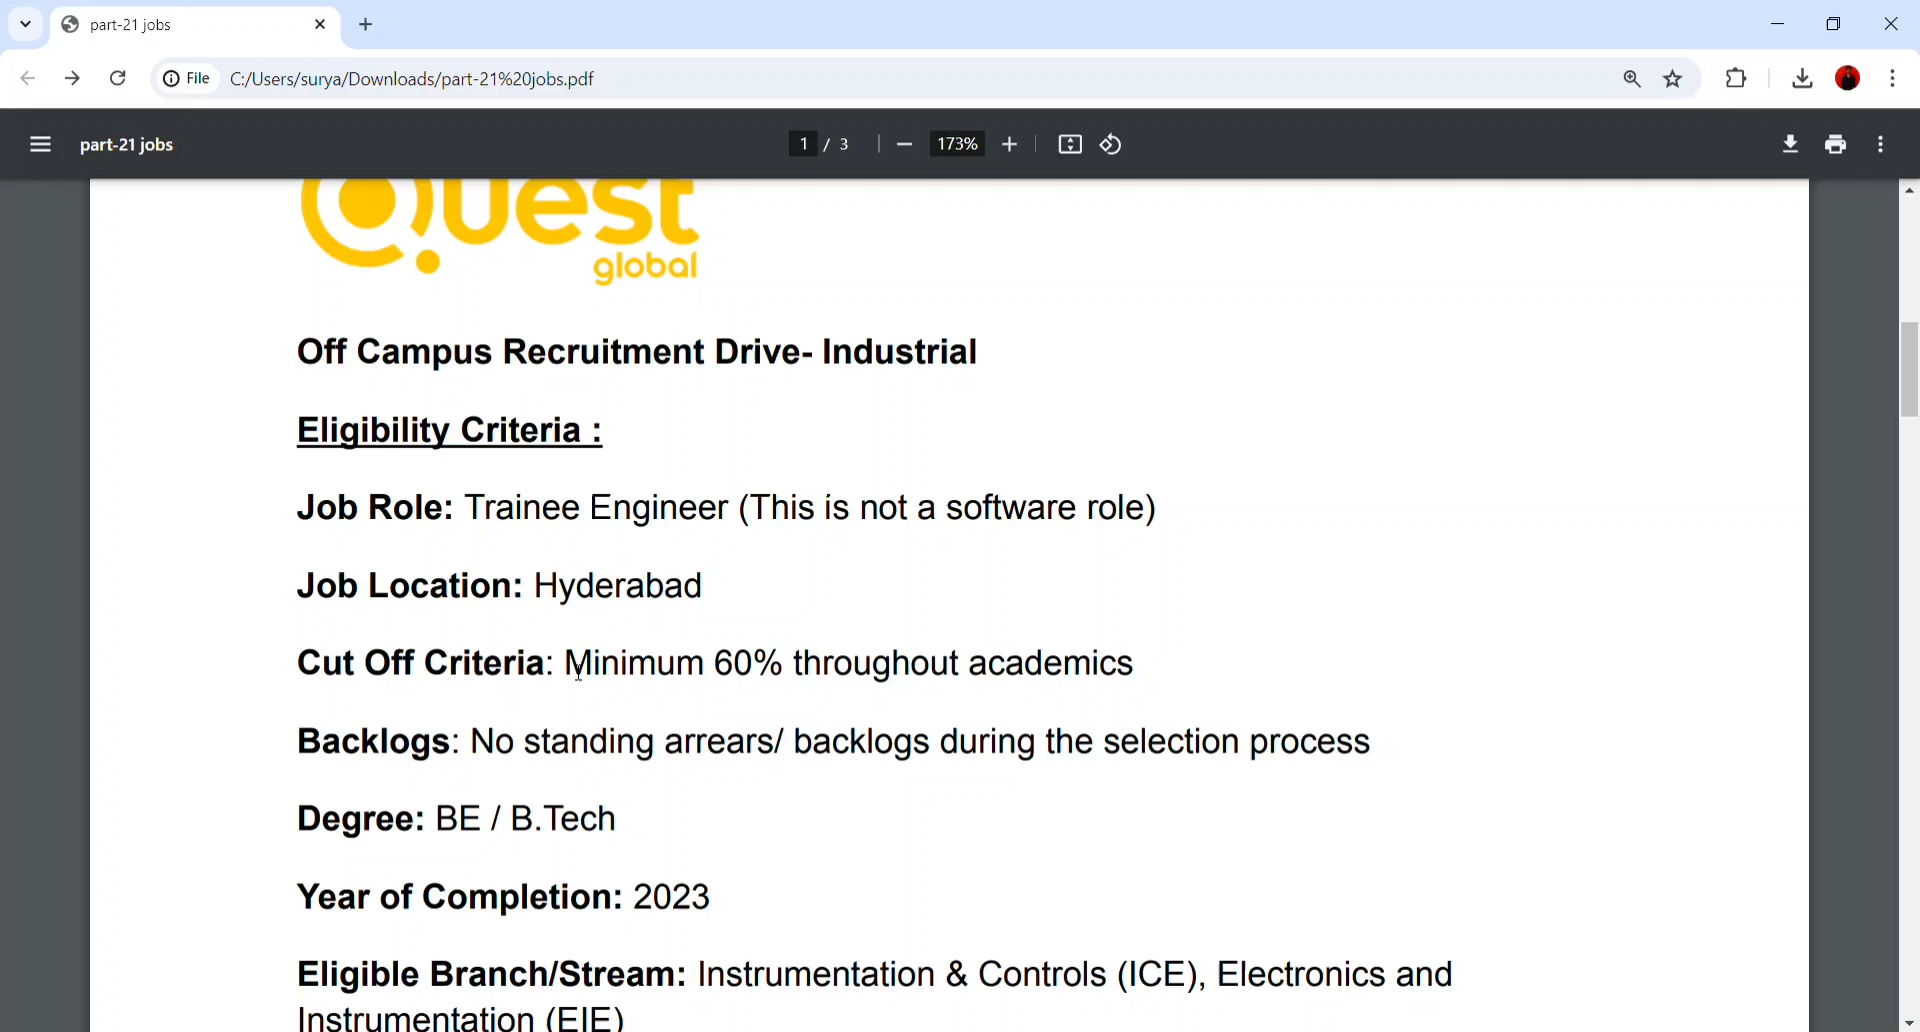 part-21 jobs
File C:/Users/surya/Downloads/part-21%20jobs.pdf
part-21 jobs 1 / 3 173%
Quest
global
Off Campus Recruitment Drive- Industrial
Eligibility Criteria :
Job Role: Trainee Engineer (This is not a software role)
Job Location: Hyderabad
Cut Off Criteria: Minimum 60% throughout academics
Backlogs: No standing arrears/ backlogs during the selection process
Degree: BE / B.Tech
Year of Completion: 2023
Eligible Branch/Stream: Instrumentation & Controls (ICE), Electronics and
Instrumentation (EIE)